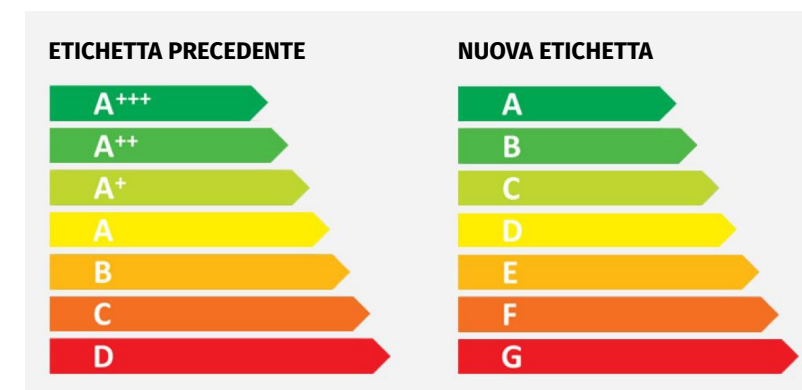 ETICHETTA PRECEDENTE
A+++
A++
A+
A
B
C
D
NUOVA ETICHETTA
A
B
C
D
E
F
G